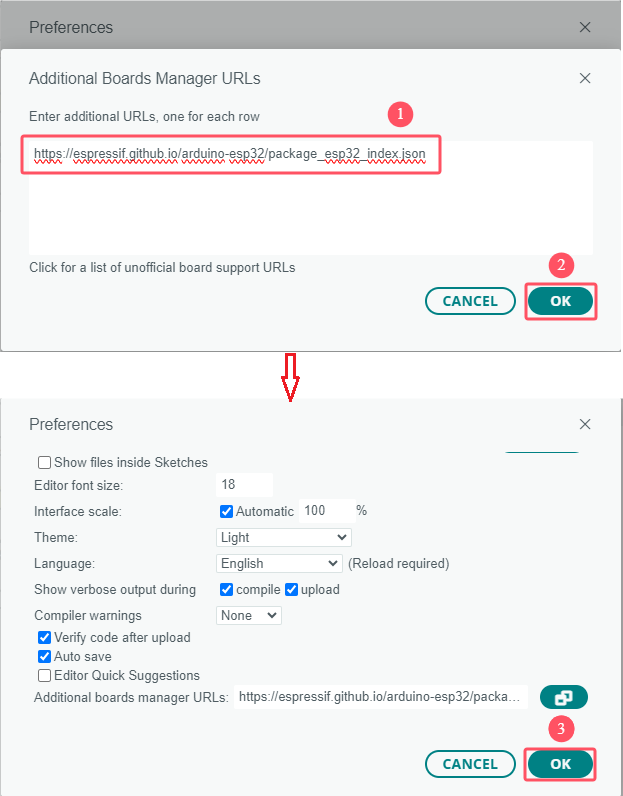 Preferences
Additional Boards Manager URLs
Enter additional URLs, one for each row
1
https://espressif.github.io/arduino-esp32/package_esp32_index.json
Click for a list of unofficial board support URLs
2
CANCEL OK
Preferences
Show files inside Sketches
Editor font size: 18
Interface scale: Automatic 100 %
Theme: Light
Language: English (Reload required)
Show verbose output during compile upload
Compiler warnings None
Verify code after upload
Auto save
Editor Quick Suggestions
Additional boards manager URLs: https://espressif.github.io/arduino-esp32/packa...
3
CANCEL OK